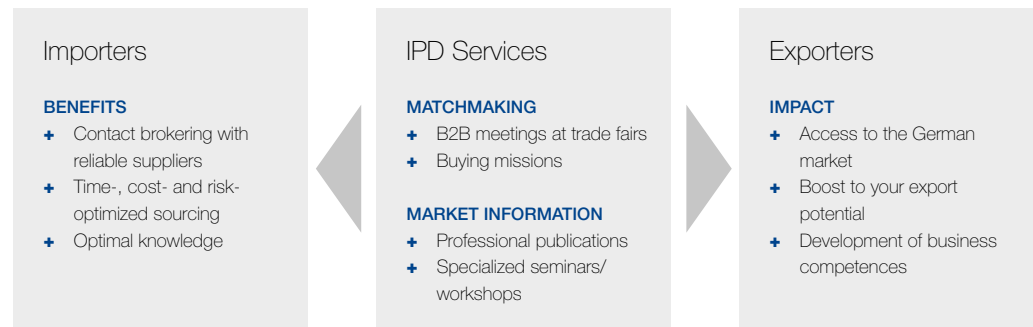 Importers
BENEFITS
+ Contact brokering with
reliable suppliers
+ Time-, cost- and risk-
optimized sourcing
+ Optimal knowledge
IPD Services
MATCHMAKING
+ B2B meetings at trade fairs
+ Buying missions
MARKET INFORMATION
+ Professional publications
+ Specialized seminars/
workshops
Exporters
IMPACT
+ Access to the German
market
+ Boost to your export
potential
+ Development of business
competences